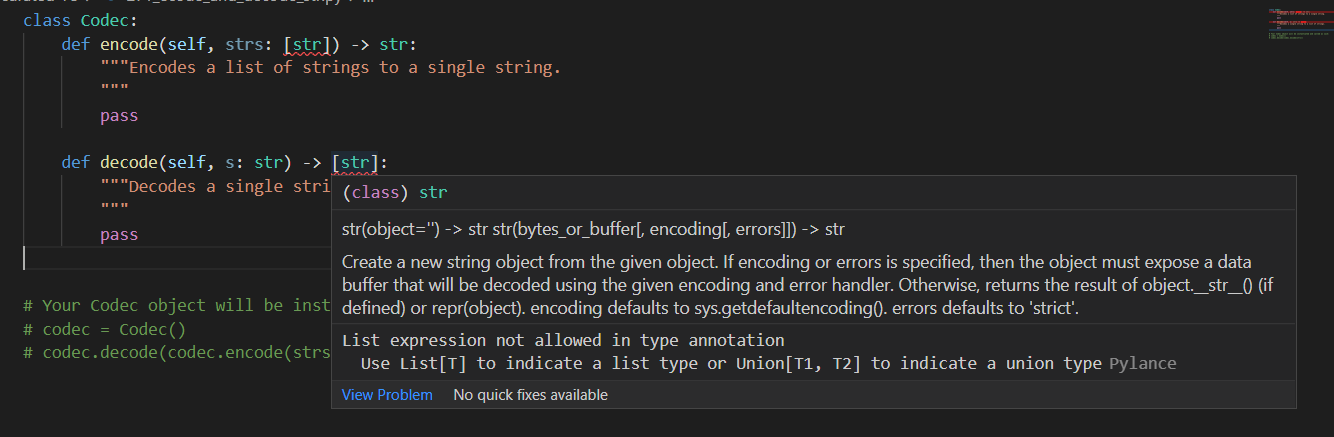 class Codec:
def encode(self, strs: [str]) -> str:
"""Encodes a list of strings to a single string.
"""
pass
def decode(self, s: str) -> [str]:
"""Decodes a single stri
"""
pass
# Your Codec object will be inst
# codec = Codec()
# codec.decode(codec.encode(strs
(class) str
str(object='') -> str str(bytes_or_buffer[, encoding[, errors]]) -> str
Create a new string object from the given object. If encoding or errors is specified, then the object must expose a data
buffer that will be decoded using the given encoding and error handler. Otherwise, returns the result of object.__str__() (if
defined) or repr(object). encoding defaults to sys.getdefaultencoding(). errors defaults to 'strict'.
List expression not allowed in type annotation
Use List[T] to indicate a list type or Union[T1, T2] to indicate a union type Pylance
View Problem No quick fixes available